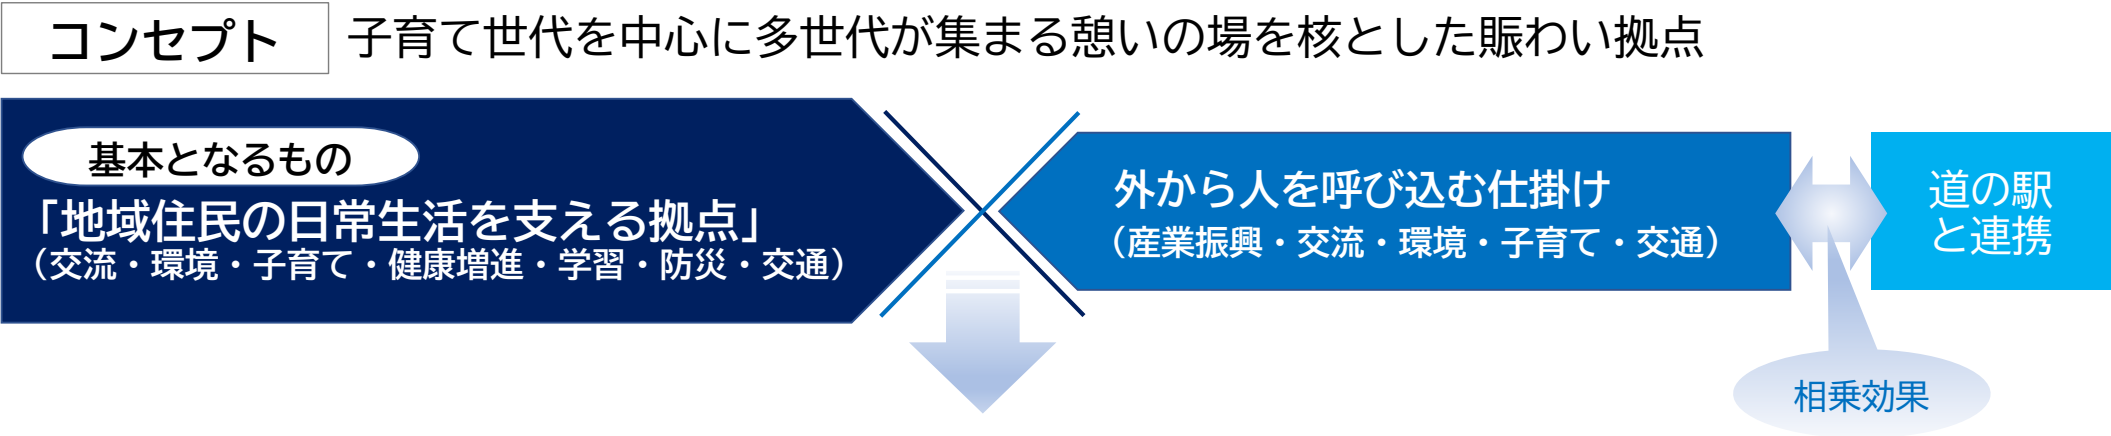 コンセプト
子育て世代を中心に多世代が集まる憩いの場を核とした賑わい拠点
基本となるもの
「地域住民の日常生活を支える拠点」
（交流・環境・子育て・健康増進・学習・防災・交通）
外から人を呼び込む仕掛け
（産業振興・交流・環境・子育て・交通）
道の駅
と連携
相乗効果